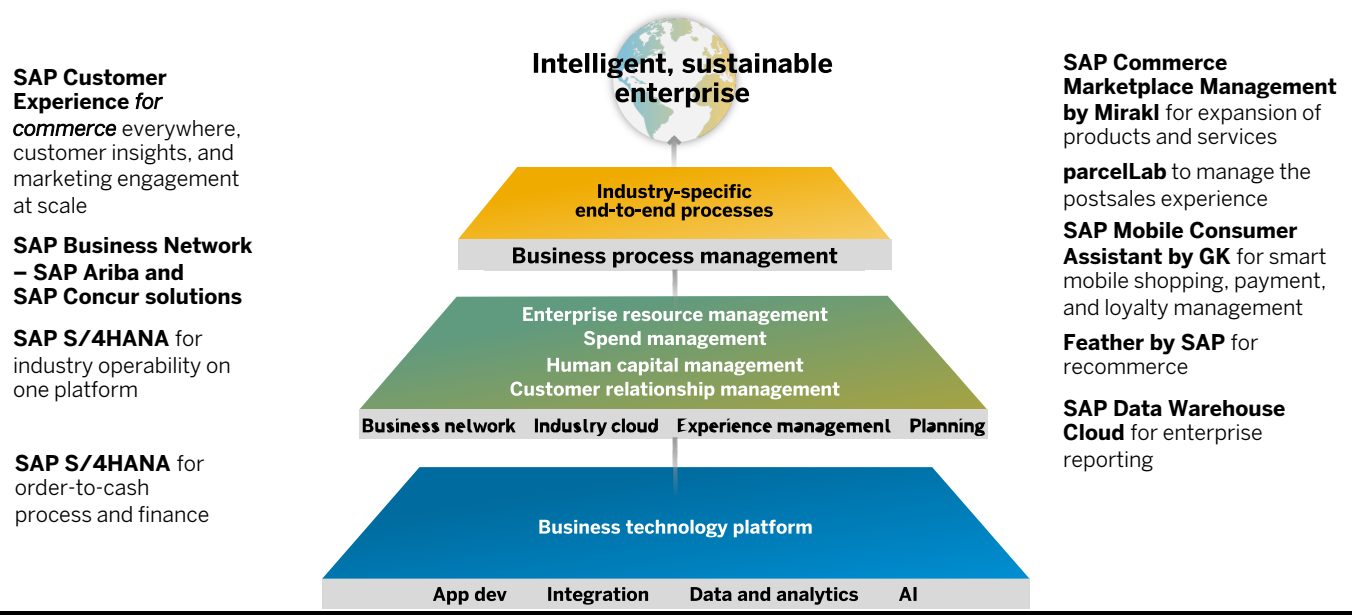 SAP Customer
Experience for
commerce everywhere,
customer insights, and
marketing engagement
at scale
SAP Business Network
– SAP Ariba and
SAP Concur solutions
SAP S/4HANA for
industry operability on
one platform
SAP S/4HANA for
order-to-cash
process and finance
Intelligent, sustainable
enterprise
Industry-specific
end-to-end processes
Business process management
Enterprise resource management
Spend management
Human capital management
Customer relationship management
Business network Industry cloud Experience management Planning
Business technology platform
App dev Integration Data and analytics AI
SAP Commerce
Marketplace Management
by Mirakl for expansion of
products and services
parcelLab to manage the
postsales experience
SAP Mobile Consumer
Assistant by GK for smart
mobile shopping, payment,
and loyalty management
Feather by SAP for
recommerce
SAP Data Warehouse
Cloud for enterprise
reporting